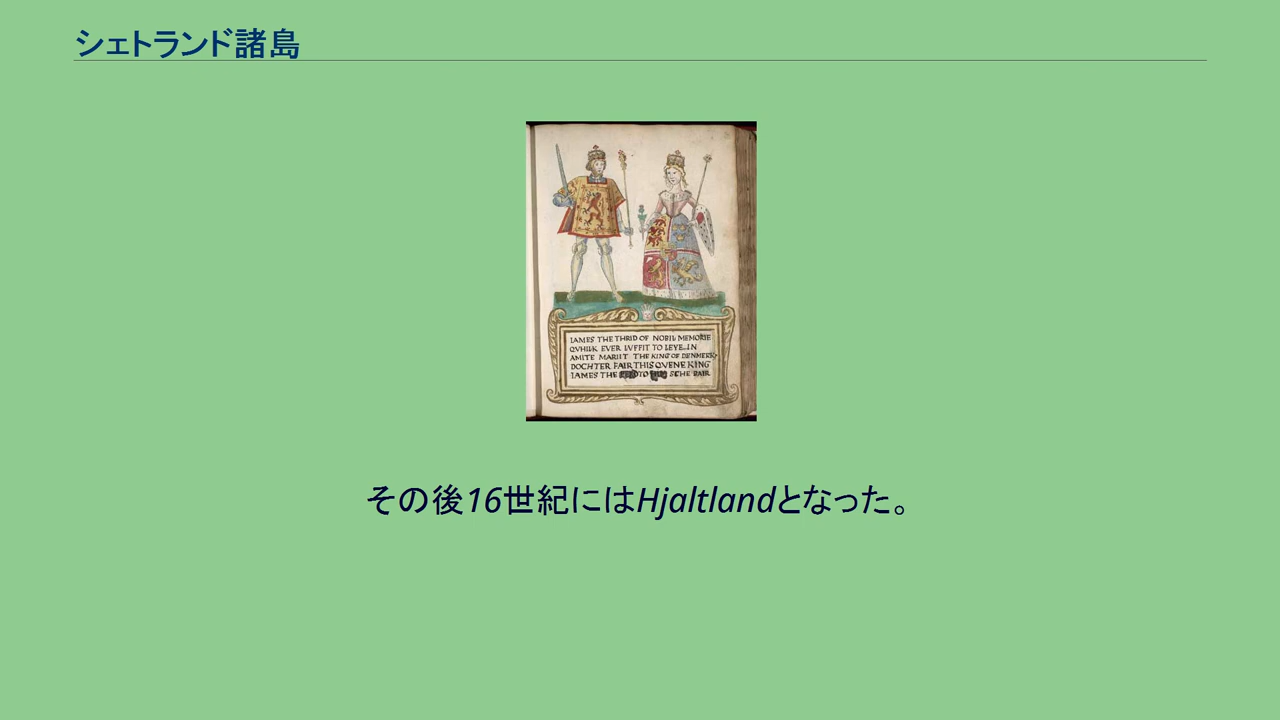 シェトランド諸島
IAMES THE THRID OF NOBIL MEMORIE
QVHILK EVER LVFFIT TO LEYE IN
AMITE MARIIT THE KING OF DENMERK
DOCHTER FAIR THIS QVENE KING
IAMES THE TO SCHE BAIR
その後16世紀にはHjaltlandとなった。